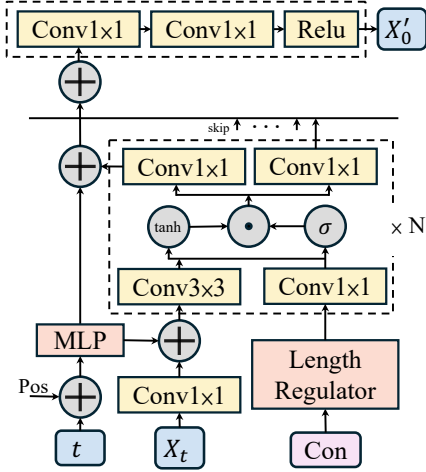 Conv1×1
Conv1×1
Relu
X₀′
skip
. . .
Conv1×1
Conv1×1
tanh
σ
× N
Conv3×3
Conv1×1
MLP
Length
Regulator
Pos
Conv1×1
t
Xₜ
Con